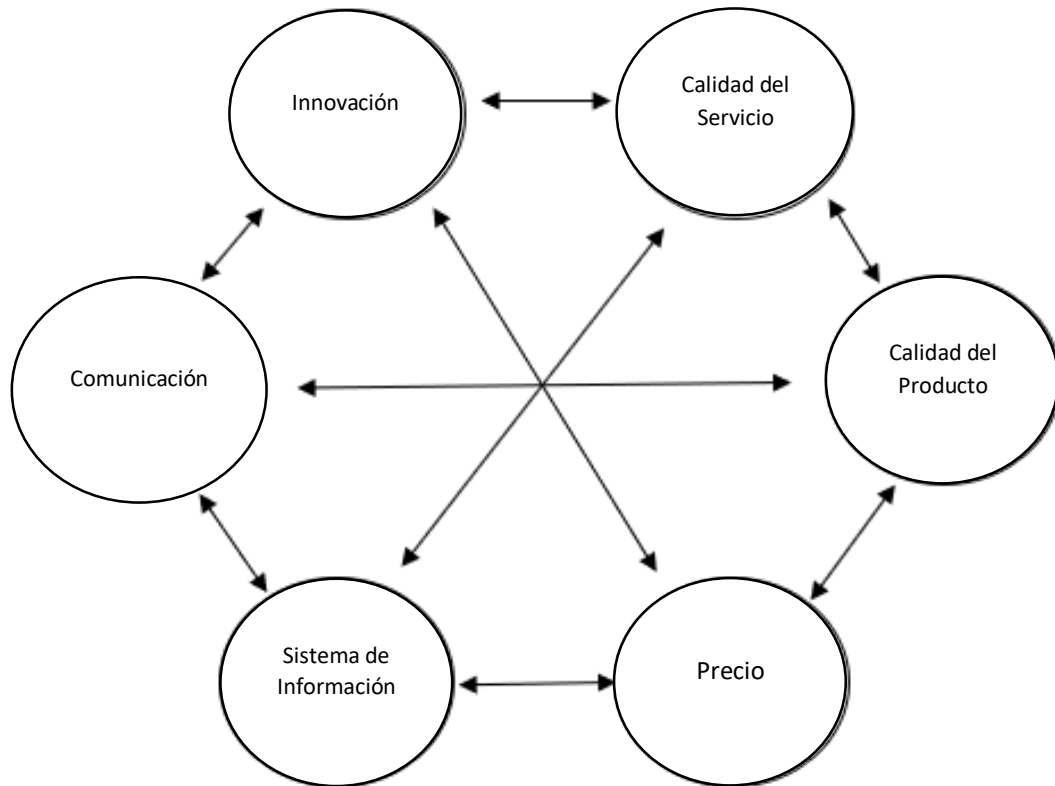 Innovación
Calidad del
Servicio
Comunicación
Calidad del
Producto
Sistema de
Información
Precio